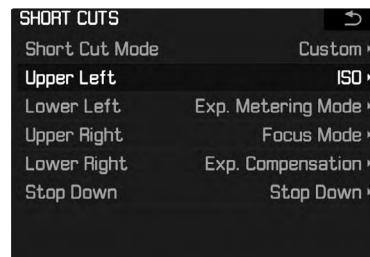 SHORT CUTS
Short Cut Mode Custom
Upper Left ISO
Lower Left Exp. Metering Mode
Upper Right Focus Mode
Lower Right Exp. Compensation
Stop Down Stop Down